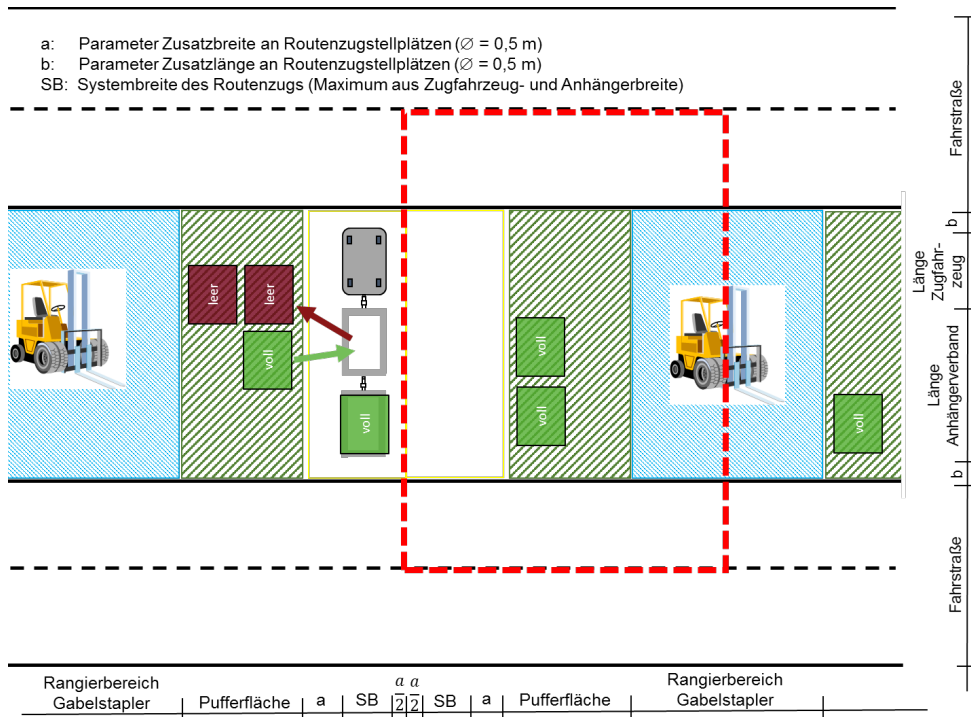 a: Parameter Zusatzbreite an Routenzugstellplätzen (∅ = 0,5 m)
b: Parameter Zusatzlänge an Routenzugstellplätzen (∅ = 0,5 m)
SB: Systembreite des Routenzugs (Maximum aus Zugfahrzeug- und Anhängerbreite)
leer
leer
voll
voll
voll
voll
voll
Fahrstraße
b
Länge
Zugfahr-
zeug
Länge
Anhängerverband
b
Fahrstraße
Rangierbereich
Gabelstapler
Pufferfläche
a
SB
a/2
a/2
SB
a
Pufferfläche
Rangierbereich
Gabelstapler